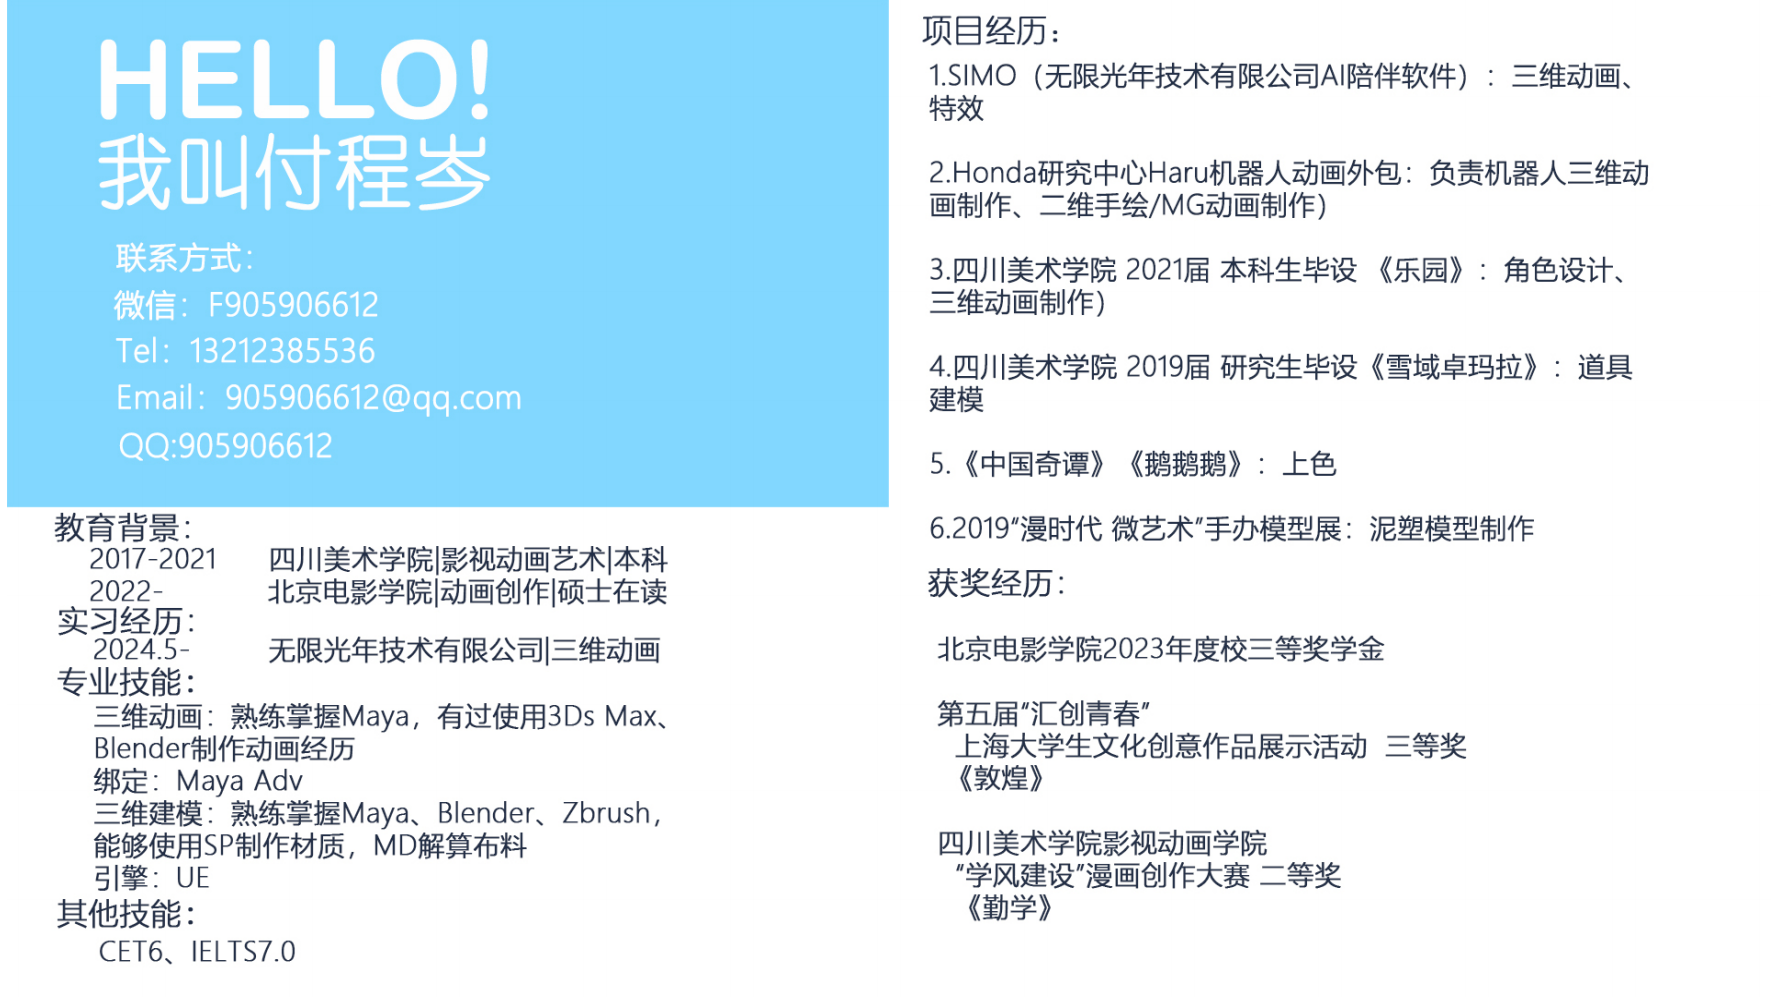 HELLO!
我叫付程岑
联系方式：
微信：F905906612
Tel：13212385536
Email：905906612@qq.com
QQ:905906612
教育背景：
2017-2021 四川美术学院|影视动画艺术|本科
2022- 北京电影学院|动画创作|硕士在读
实习经历：
2024.5- 无限光年技术有限公司|三维动画
专业技能：
三维动画：熟练掌握Maya，有过使用3Ds Max、
Blender制作动画经历
绑定：Maya Adv
三维建模：熟练掌握Maya、Blender、Zbrush，
能够使用SP制作材质，MD解算布料
引擎：UE
其他技能：
CET6、IELTS7.0
项目经历：
1.SIMO（无限光年技术有限公司AI陪伴软件）：三维动画、
特效
2.Honda研究中心Haru机器人动画外包：负责机器人三维动
画制作、二维手绘/MG动画制作）
3.四川美术学院 2021届 本科生毕设 《乐园》：角色设计、
三维动画制作）
4.四川美术学院 2019届 研究生毕设《雪域卓玛拉》：道具
建模
5.《中国奇谭》《鹅鹅鹅》：上色
6.2019“漫时代 微艺术”手办模型展：泥塑模型制作
获奖经历：
北京电影学院2023年度校三等奖学金
第五届“汇创青春”
上海大学生文化创意作品展示活动 三等奖
《敦煌》
四川美术学院影视动画学院
“学风建设”漫画创作大赛 二等奖
《勤学》